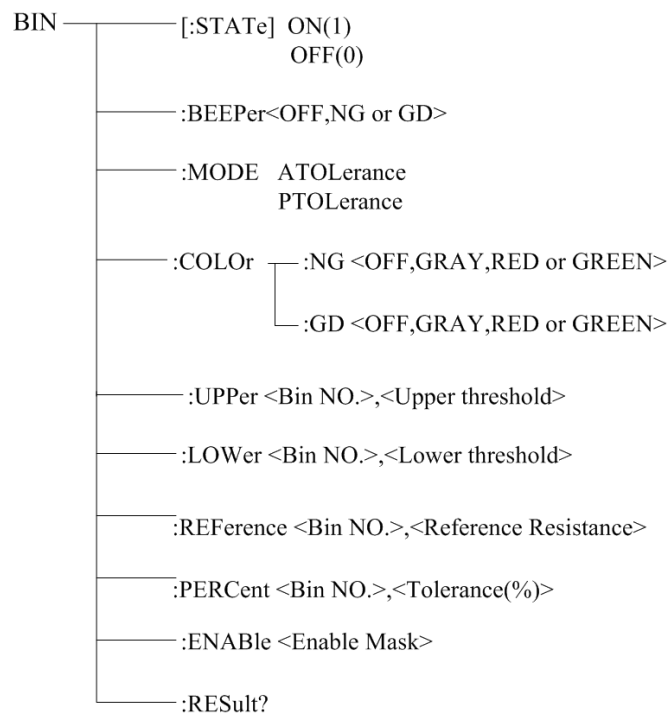 BIN [:STATe] ON(1)
OFF(0)
:BEEPer<OFF,NG or GD>
:MODE ATOLerance
PTOLerance
:COLOr :NG <OFF,GRAY,RED or GREEN>
:GD <OFF,GRAY,RED or GREEN>
:UPPer <Bin NO.>,<Upper threshold>
:LOWer <Bin NO.>,<Lower threshold>
:REFerence <Bin NO.>,<Reference Resistance>
:PERCent <Bin NO.>,<Tolerance(%)>
:ENABle <Enable Mask>
:RESult?